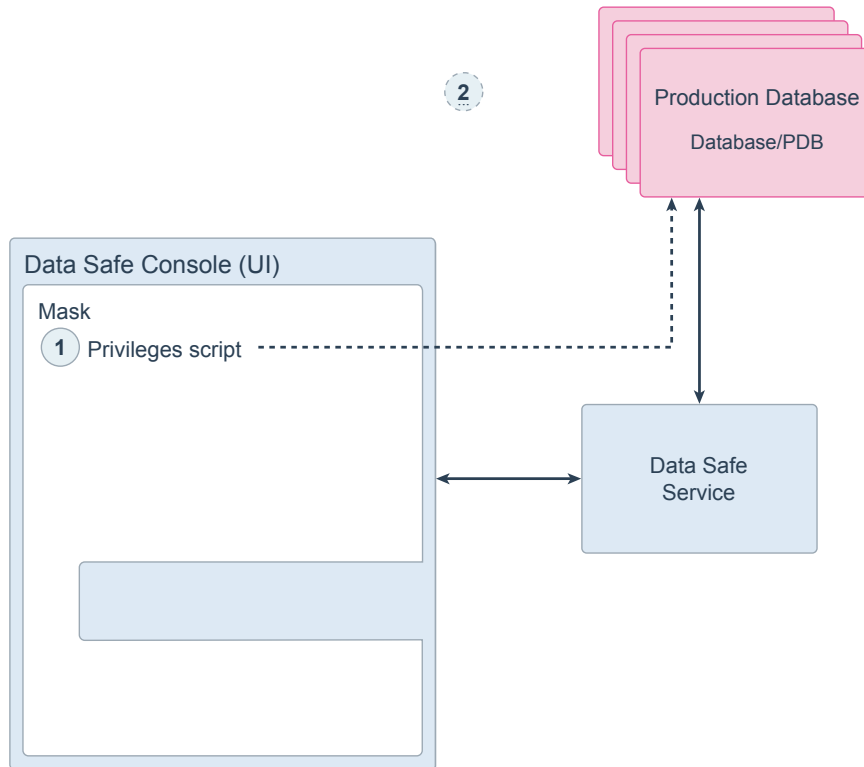 2
Production Database
Database/PDB
Data Safe Console (UI)
Mask
1 Privileges script
Data Safe
Service